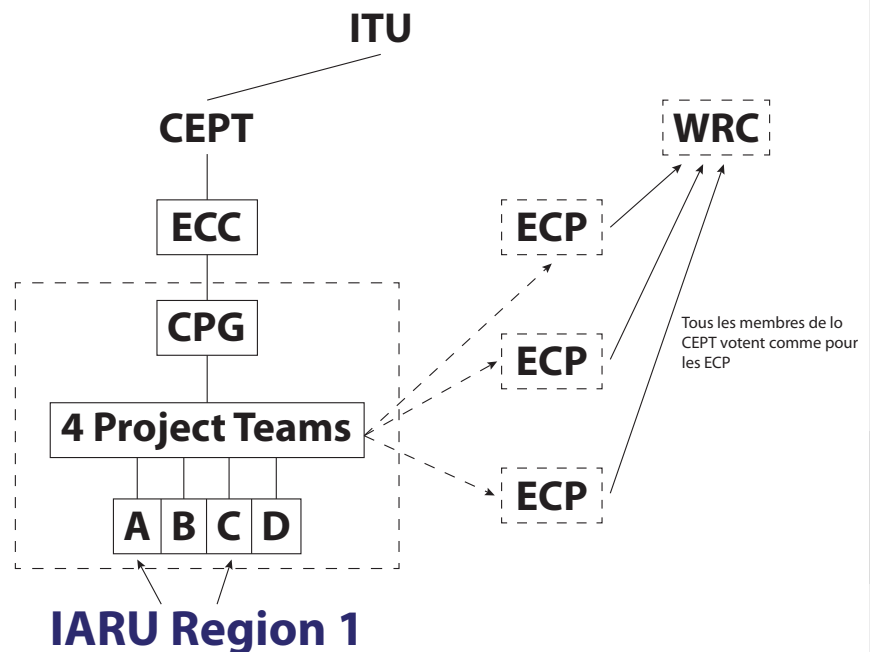 ITU
CEPT
WRC
ECC
ECP
CPG
Tous les membres de lo
CEPT votent comme pour
les ECP
ECP
4 Project Teams
ECP
A B C D
IARU Region 1